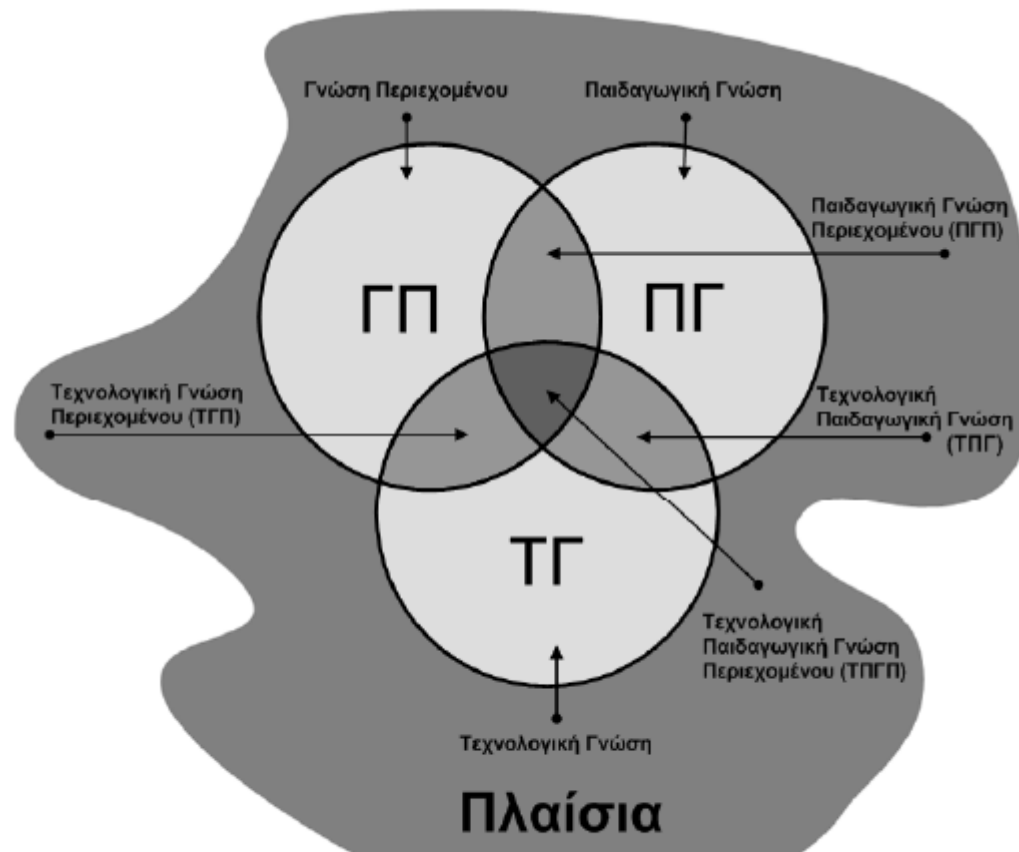 Γνώση Περιεχομένου
Παιδαγωγική Γνώση
Παιδαγωγική Γνώση
Περιεχομένου (ΠΓΠ)
ΓΠ
ΠΓ
Τεχνολογική Γνώση
Περιεχομένου (ΤΓΠ)
Τεχνολογική
Παιδαγωγική Γνώση
(ΤΠΓ)
ΤΓ
Τεχνολογική
Παιδαγωγική Γνώση
Περιεχομένου (ΤΠΓΠ)
Τεχνολογική Γνώση
Πλαίσια